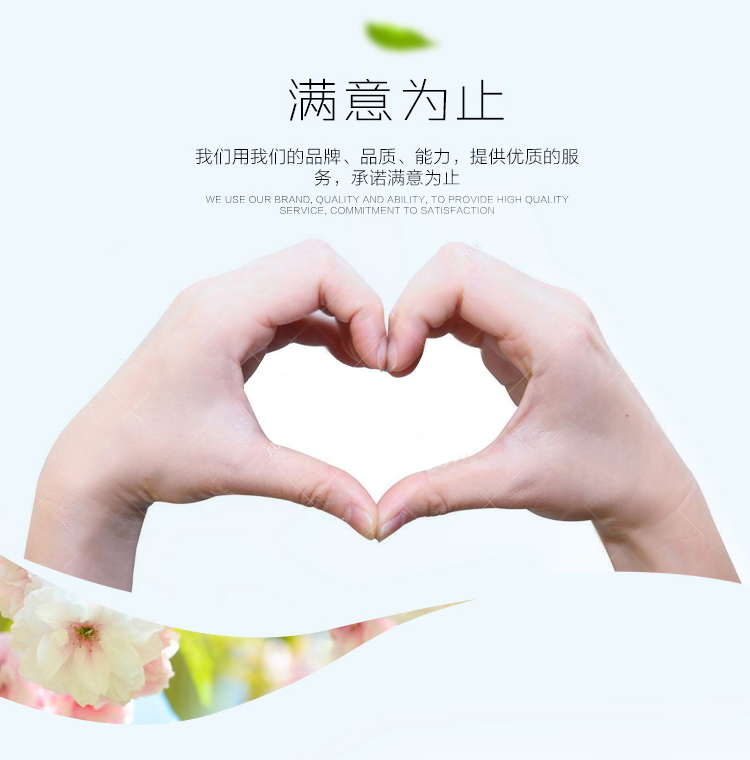 满意为止
我们用我们的品牌、品质、能力，提供优质的服
务，承诺满意为止
WE USE OUR BRAND, QUALITY AND ABILITY, TO PROVIDE HIGH QUALITY
SERVICE, COMMITMENT TO SATISFACTION